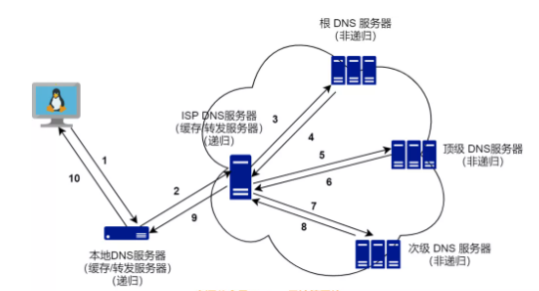 根 DNS 服务器
(非递归)
ISP DNS服务器
(缓存/转发服务器)
(递归)
3
4
顶级 DNS服务器
(非递归)
5
6
1
10
2
9
7
8
次级 DNS 服务器
(非递归)
本地DNS服务器
(缓存/转发服务器)
(递归)